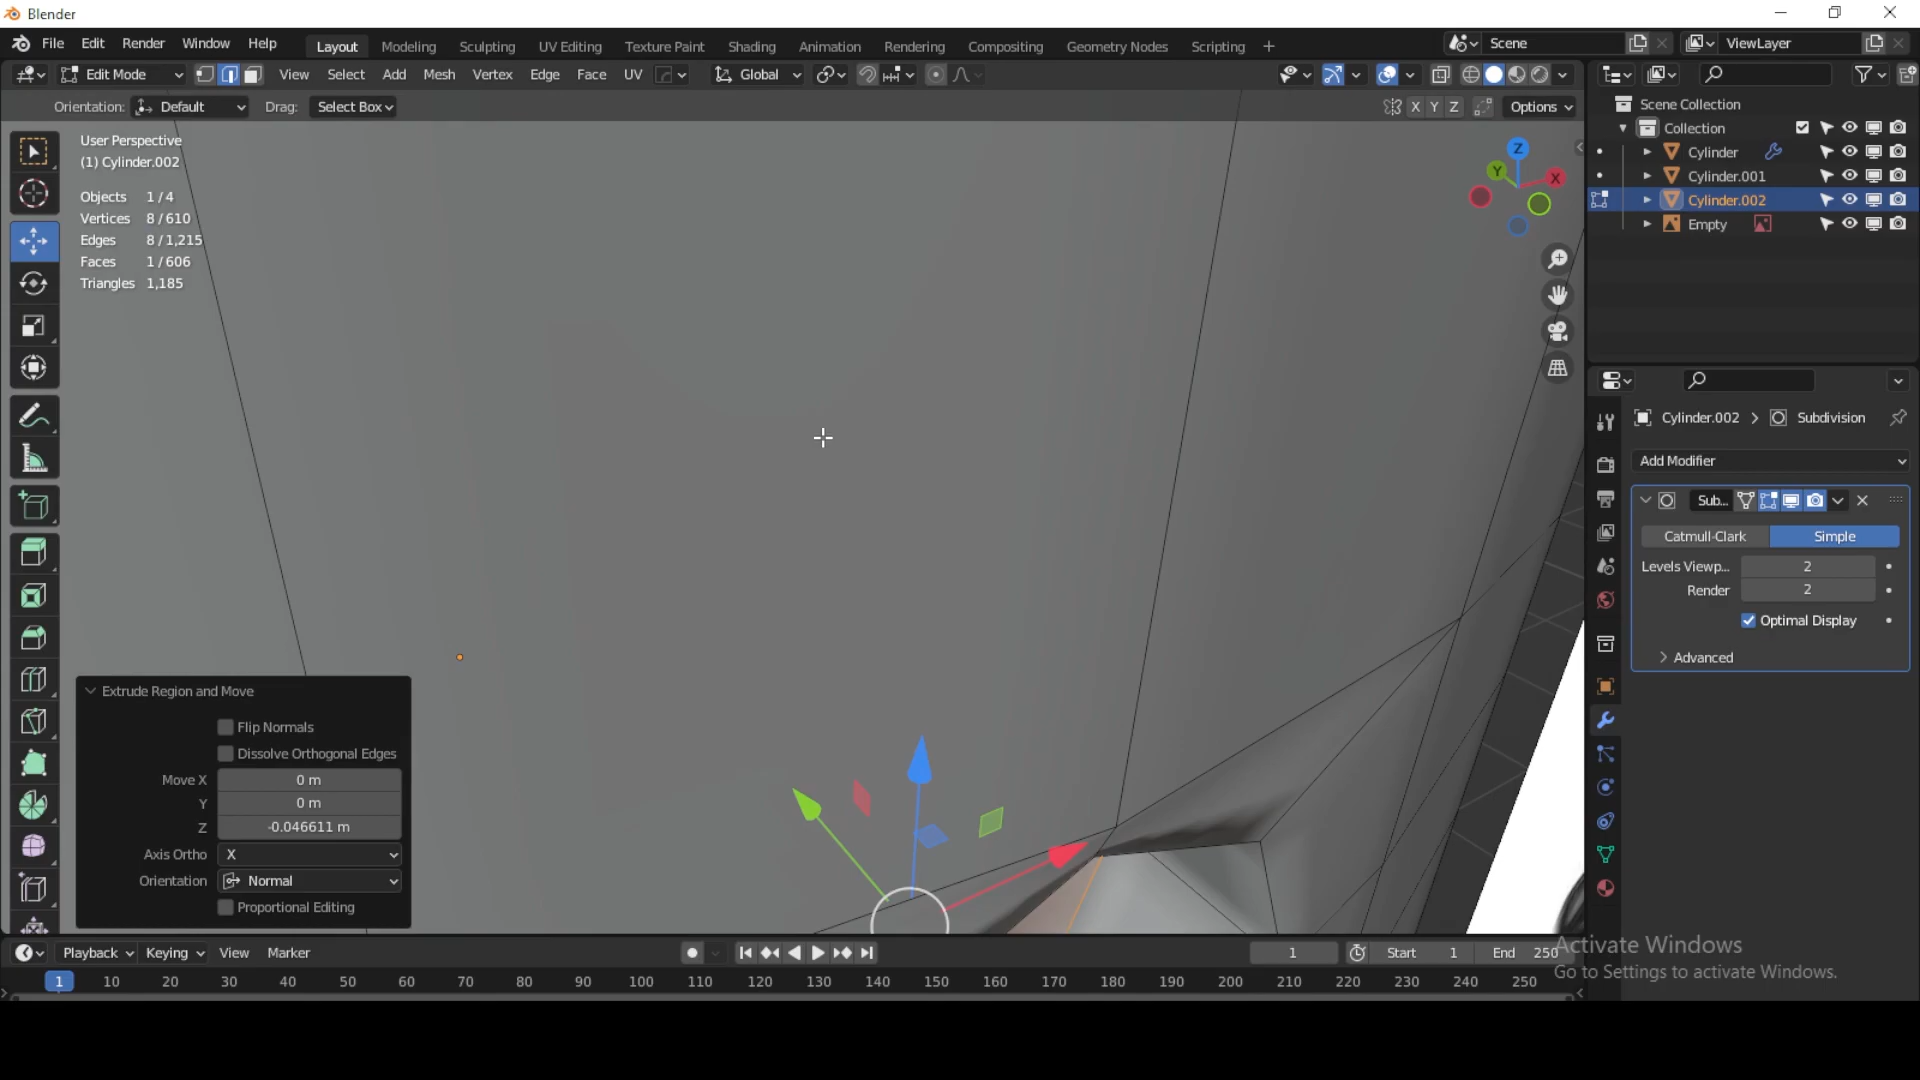 Blender
File Edit Render Window Help Layout Modeling Sculpting UV Editing Texture Paint Shading Animation Rendering Compositing Geometry Nodes Scripting + Scene ViewLayer
Edit Mode View Select Add Mesh Vertex Edge Face UV Global
Orientation: Default Drag: Select Box X Y Z Options
User Perspective
(1) Cylinder.002
Objects 1/4
Vertices 8/610
Edges 8/1,215
Faces 1/606
Triangles 1,185
Z
Y
X
Scene Collection
Collection
Cylinder
Cylinder.001
Cylinder.002
Empty
Cylinder.002 > Subdivision
Add Modifier
Sub...
Catmull-Clark Simple
Levels Viewp... 2
Render 2
Optimal Display
Advanced
Extrude Region and Move
Flip Normals
Dissolve Orthogonal Edges
Move X 0 m
Y 0 m
Z -0.046611 m
Axis Ortho X
Orientation Normal
Proportional Editing
Playback Keying View Marker 1 Start 1 End 250
1 10 20 30 40 50 60 70 80 90 100 110 120 130 140 150 160 170 180 190 200 210 220 230 240 250
Activate Windows
Go to Settings to activate Windows.